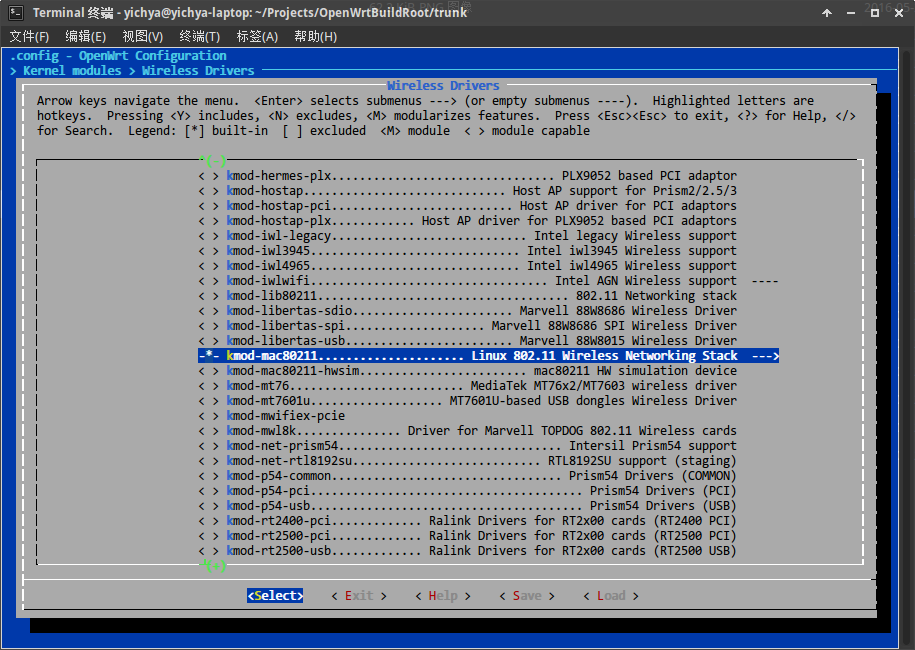 Terminal 终端 - yichya@yichya-laptop: ~/Projects/OpenWrtBuildRoot/trunk
文件(F) 编辑(E) 视图(V) 终端(T) 标签(A) 帮助(H)
.config - OpenWrt Configuration
> Kernel modules > Wireless Drivers
Wireless Drivers
Arrow keys navigate the menu. <Enter> selects submenus ---> (or empty submenus ----). Highlighted letters are
hotkeys. Pressing <Y> includes, <N> excludes, <M> modularizes features. Press <Esc><Esc> to exit, <?> for Help, </>
for Search. Legend: [*] built-in [ ] excluded <M> module < > module capable
^(-)
< > kmod-hermes-plx................................ PLX9052 based PCI adaptor
< > kmod-hostap............................. Host AP support for Prism2/2.5/3
< > kmod-hostap-pci.......................... Host AP driver for PCI adaptors
< > kmod-hostap-plx............ Host AP driver for PLX9052 based PCI adaptors
< > kmod-iwl-legacy............................ Intel legacy Wireless support
< > kmod-iwl3945.............................. Intel iwl3945 Wireless support
< > kmod-iwl4965.............................. Intel iwl4965 Wireless support
< > kmod-iwlwifi.................................. Intel AGN Wireless support ----
< > kmod-lib80211.................................... 802.11 Networking stack
< > kmod-libertas-sdio........................ Marvell 88W8686 Wireless Driver
< > kmod-libertas-spi.................... Marvell 88W8686 SPI Wireless Driver
< > kmod-libertas-usb........................ Marvell 88W8015 Wireless Driver
-*- kmod-mac80211..................... Linux 802.11 Wireless Networking Stack --->
< > kmod-mac80211-hwsim........................ mac80211 HW simulation device
< > kmod-mt76......................... MediaTek MT76x2/MT7603 wireless driver
< > kmod-mt7601u................... MT7601U-based USB dongles Wireless Driver
< > kmod-mwifiex-pcie
< > kmod-mwl8k............... Driver for Marvell TOPDOG 802.11 Wireless cards
< > kmod-net-prism54................................. Intersil Prism54 support
< > kmod-net-rtl8192su........................... RTL8192SU support (staging)
< > kmod-p54-common................................. Prism54 Drivers (COMMON)
< > kmod-p54-pci....................................... Prism54 Drivers (PCI)
< > kmod-p54-usb....................................... Prism54 Drivers (USB)
< > kmod-rt2400-pci............. Ralink Drivers for RT2x00 cards (RT2400 PCI)
< > kmod-rt2500-pci............. Ralink Drivers for RT2x00 cards (RT2500 PCI)
< > kmod-rt2500-usb............. Ralink Drivers for RT2x00 cards (RT2500 USB)
<Select> < Exit > < Help > < Save > < Load >